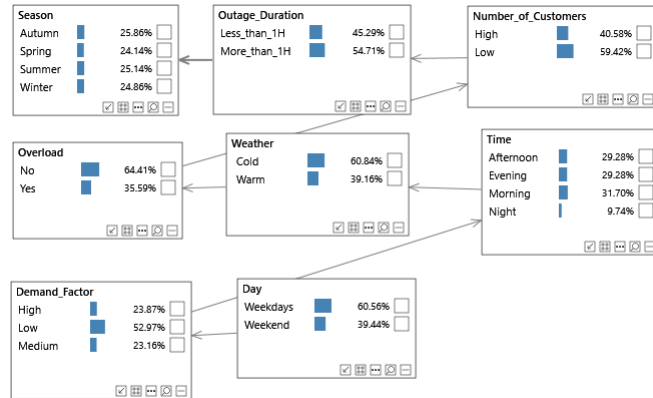 Season
Autumn 25.86%
Spring 24.14%
Summer 25.14%
Winter 24.86%
Outage_Duration
Less_than_1H 45.29%
More_than_1H 54.71%
Number_of_Customers
High 40.58%
Low 59.42%
Overload
No 64.41%
Yes 35.59%
Weather
Cold 60.84%
Warm 39.16%
Time
Afternoon 29.28%
Evening 29.28%
Morning 31.70%
Night 9.74%
Demand_Factor
High 23.87%
Low 52.97%
Medium 23.16%
Day
Weekdays 60.56%
Weekend 39.44%